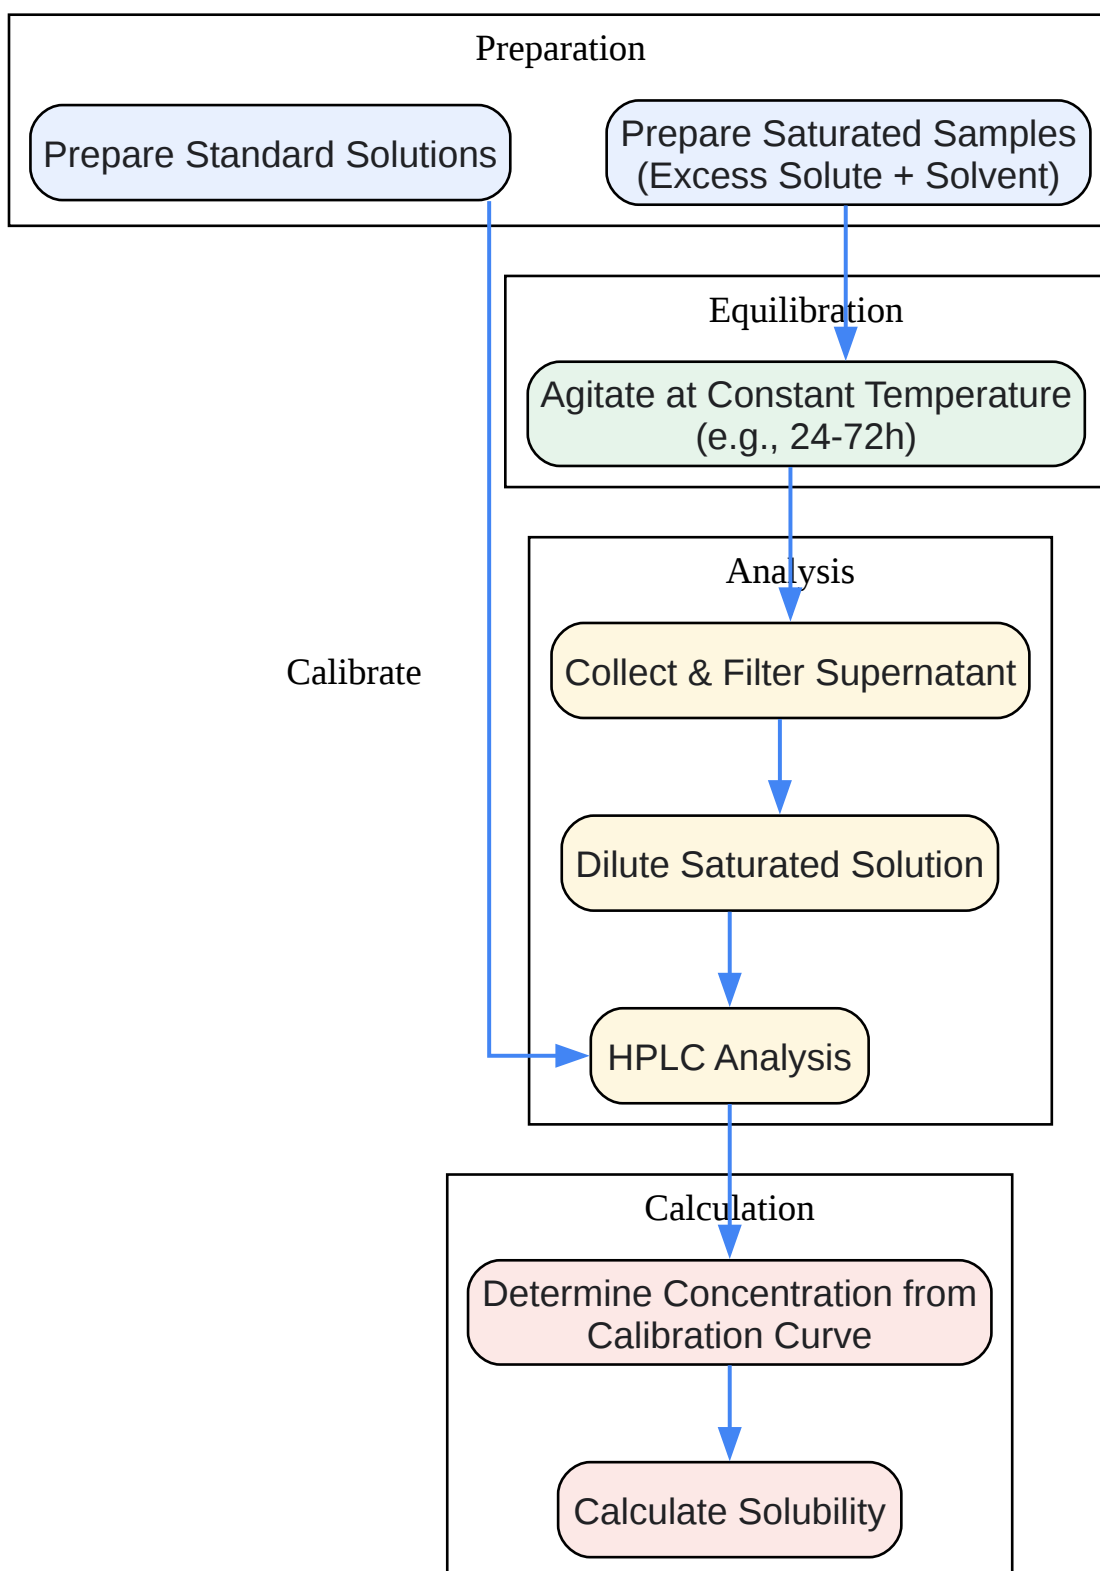 Preparation
Prepare Standard Solutions
Prepare Saturated Samples
(Excess Solute + Solvent)
Equilibration
Agitate at Constant Temperature
(e.g., 24-72h)
Analysis
Calibrate
Collect & Filter Supernatant
Dilute Saturated Solution
HPLC Analysis
Calculation
Determine Concentration from
Calibration Curve
Calculate Solubility